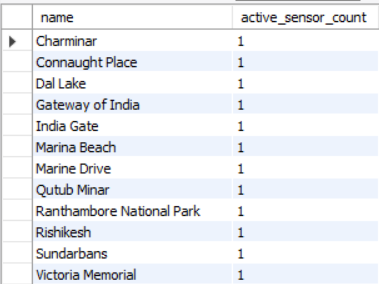 name active_sensor_count
Charminar 1
Connaught Place 1
Dal Lake 1
Gateway of India 1
India Gate 1
Marina Beach 1
Marine Drive 1
Qutub Minar 1
Ranthambore National Park 1
Rishikesh 1
Sundarbans 1
Victoria Memorial 1